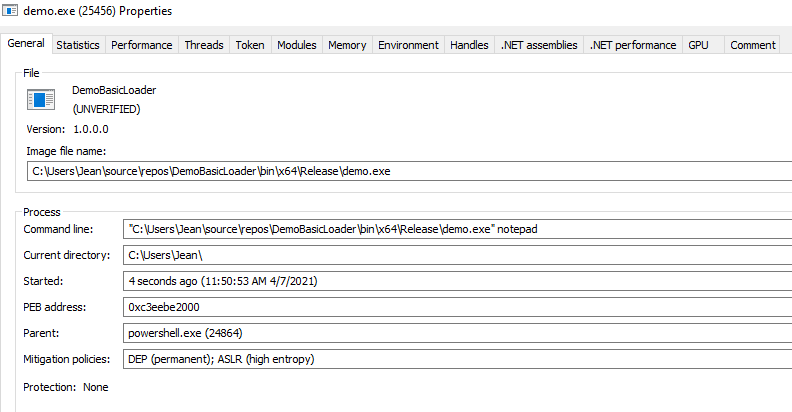 demo.exe (25456) Properties
General Statistics Performance Threads Token Modules Memory Environment Handles .NET assemblies .NET performance GPU Comment
File
DemoBasicLoader
(UNVERIFIED)
Version: 1.0.0.0
Image file name:
C:\Users\Jean\source\repos\DemoBasicLoader\bin\x64\Release\demo.exe
Process
Command line: "C:\Users\Jean\source\repos\DemoBasicLoader\bin\x64\Release\demo.exe" notepad
Current directory: C:\Users\Jean\
Started: 4 seconds ago (11:50:53 AM 4/7/2021)
PEB address: 0xc3eebe2000
Parent: powershell.exe (24864)
Mitigation policies: DEP (permanent); ASLR (high entropy)
Protection: None